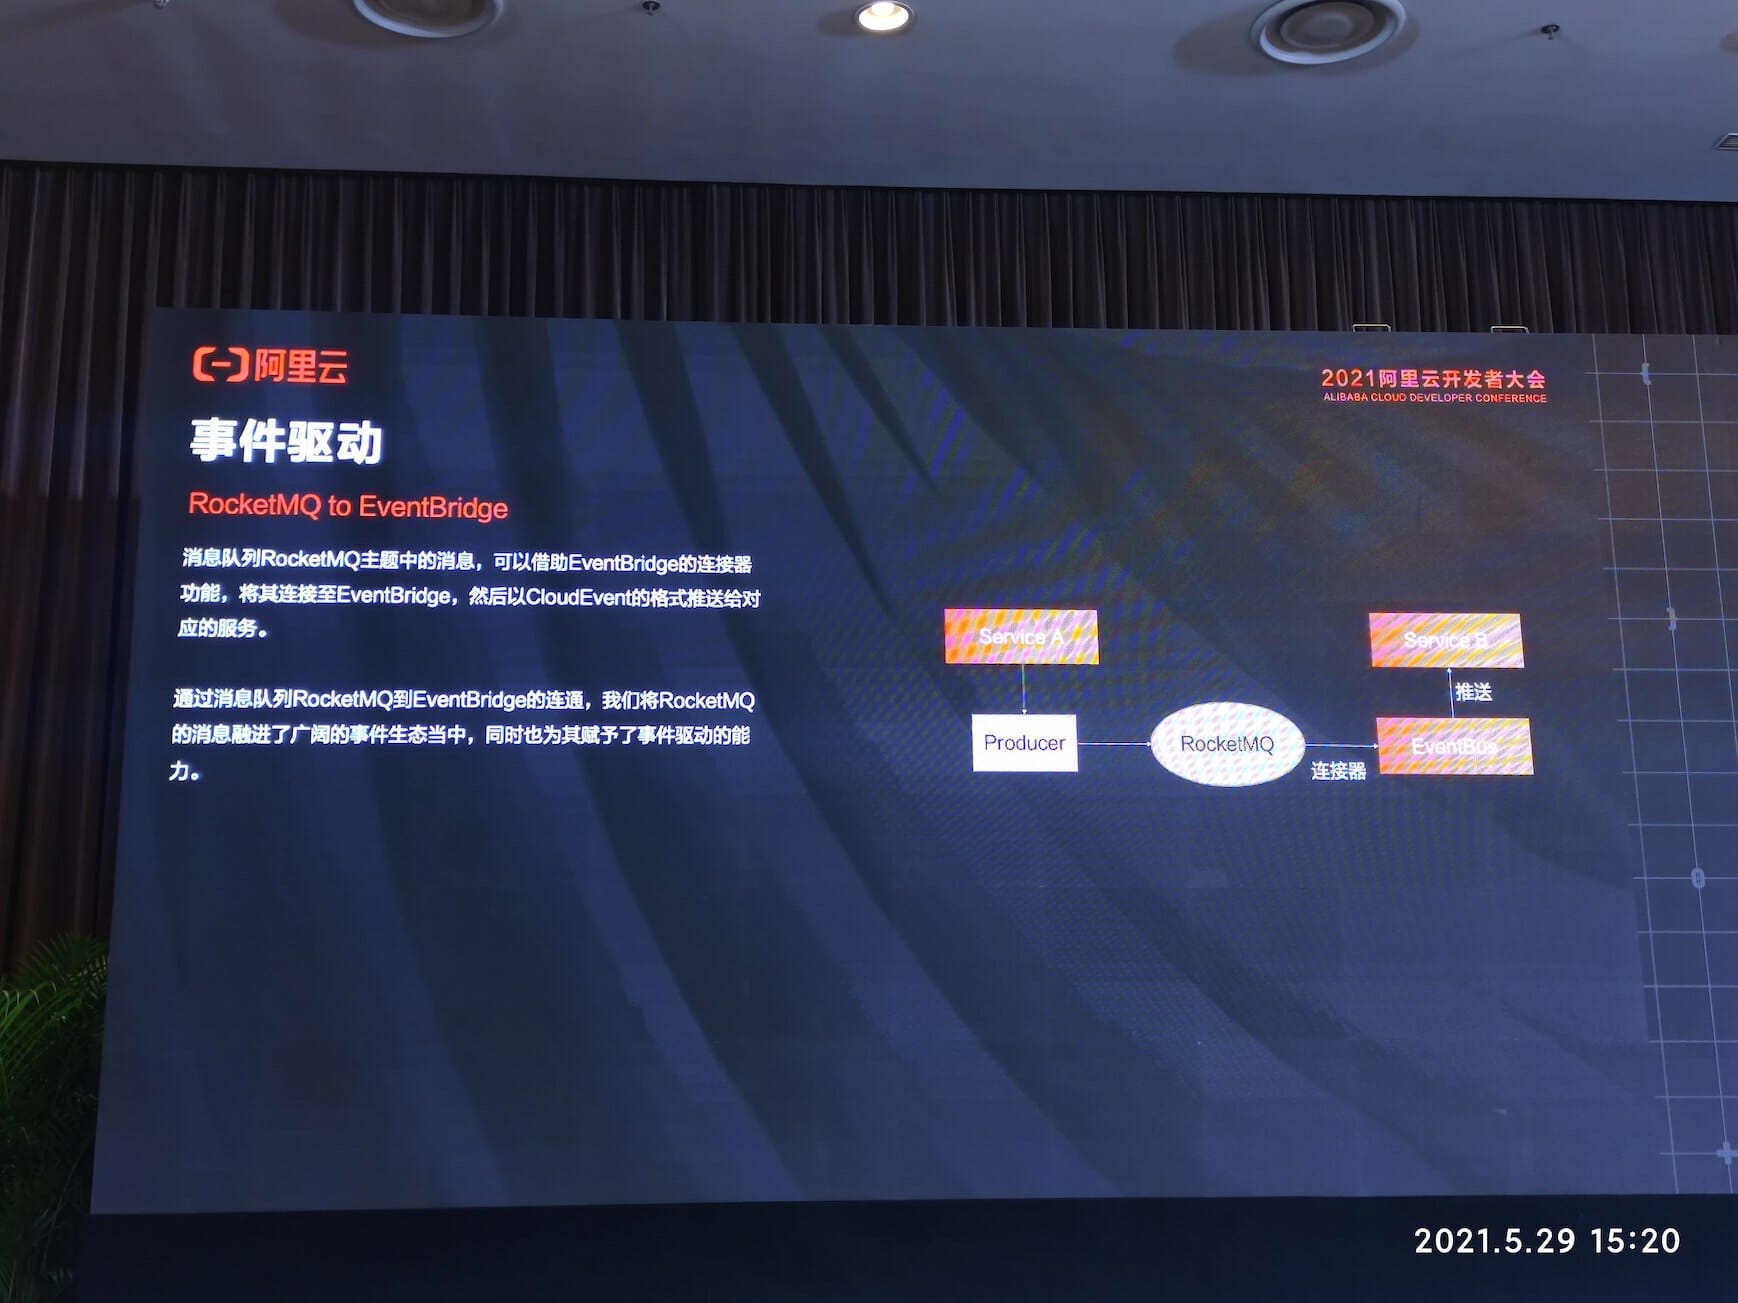 阿里云
2021阿里云开发者大会
ALIBABA CLOUD DEVELOPER CONFERENCE
事件驱动
RocketMQ to EventBridge
消息队列RocketMQ主题中的消息，可以借助EventBridge的连接器
功能，将其连接至EventBridge，然后以CloudEvent的格式推送给对
应的服务。
通过消息队列RocketMQ到EventBridge的连通，我们将RocketMQ
的消息融进了广阔的事件生态当中，同时也为其赋予了事件驱动的能
力。
Service A
Service B
推送
Producer
RocketMQ
连接器
EventBus
2021.5.29 15:20